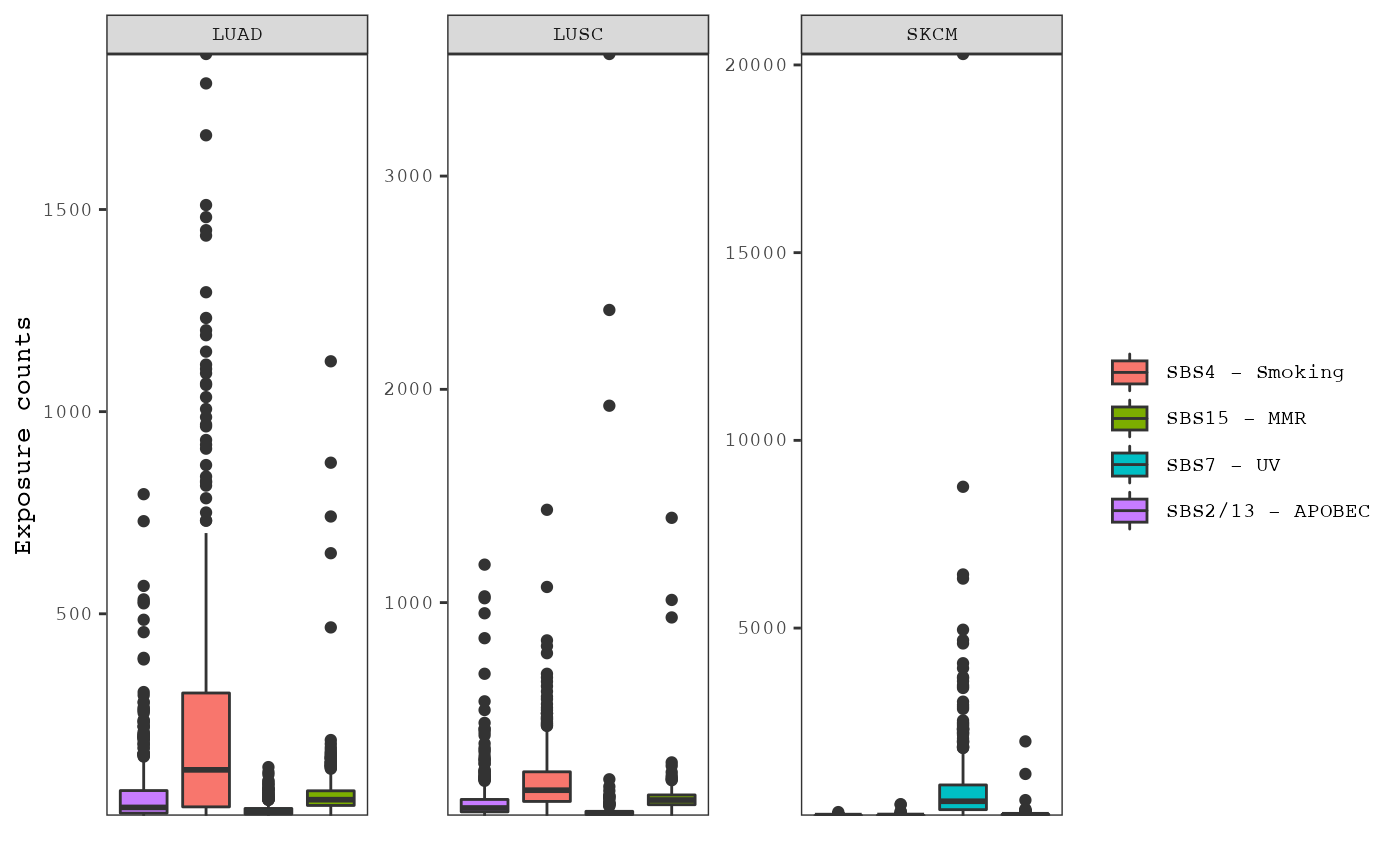 LUAD
LUSC
SKCM
Exposure counts
1500
1000
500
3000
2000
1000
20000
15000
10000
5000
SBS4 - Smoking
SBS15 - MMR
SBS7 - UV
SBS2/13 - APOBEC